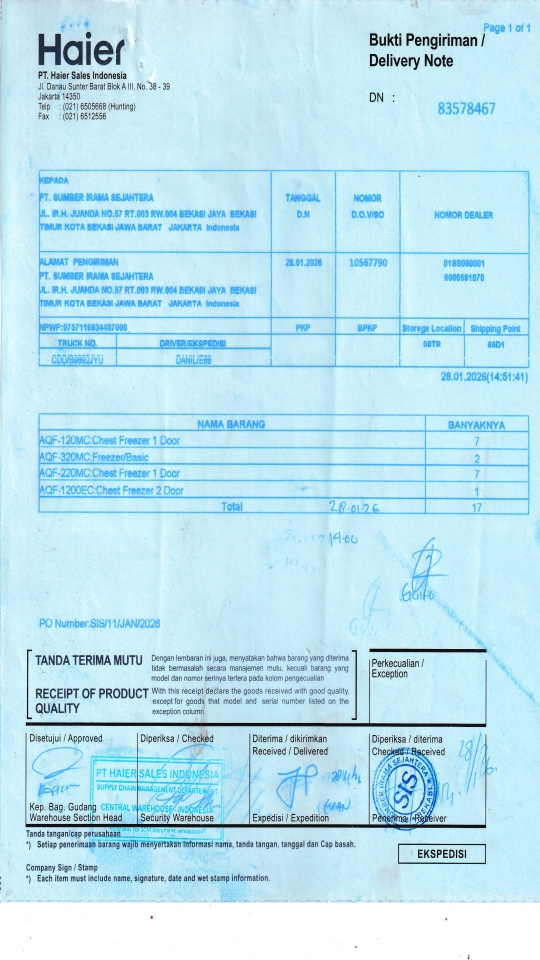 Page 1 of 1
Haier
Bukti Pengiriman /
Delivery Note
PT. Haier Sales Indonesia
Jl. Danau Sunter Barat Blok A III, No. 38 - 39
Jakarta 14350
Telp : (021) 6505668 (Hunting)
Fax : (021) 6512556
DN : 83578467
KEPADA
PT. SUMBER IRAMA SEJAHTERA
JL. IR.H. JUANDA NO.57 RT.003 RW.004 BEKASI JAYA BEKASI
TIMUR KOTA BEKASI JAWA BARAT JAKARTA Indonesia
TANGGAL D.N
NOMOR D.O.V/SO
NOMOR DEALER
ALAMAT PENGIRIMAN
PT. SUMBER IRAMA SEJAHTERA
JL. IR.H. JUANDA NO.57 RT.003 RW.004 BEKASI JAYA BEKASI
TIMUR KOTA BEKASI JAWA BARAT JAKARTA Indonesia
28.01.2026
10567790
6000581070
PKP BPKP Storege Location Shipping Point
TRUCK NO. DRIVER/EKSPEDISI
28.01.2026(14:51:41)
NAMA BARANG BANYAKNYA
AQF-120MC:Chest Freezer 1 Door 7
AQF-320MC:Freezer/Basic 2
AQF-220MC:Chest Freezer 1 Door 7
AQF-1200EC:Chest Freezer 2 Door 1
Total 28-01-26 17
14.00
PO Number:SIS/11/JAN/2026
TANDA TERIMA MUTU
Dengan lembaran ini juga, menyatakan bahwa barang yang diterima
tidak bermasalah secara manajemen mutu, kecuali barang yang
model dan nomor serinya tertera pada kolom pengecualian
RECEIPT OF PRODUCT QUALITY
With this receipt declare the goods received with good quality,
except for goods that model and serial number listed on the
exception column
Perkecualian /
Exception
Disetujui / Approved
Diperiksa / Checked
Diterima / dikirimkan
Received / Delivered
Diperiksa / diterima
Checked / Received
PT HAIER SALES INDONESIA
SUPPLY CHAIN MANAGEMENT DEPARTEMENT
CENTRAL WAREHOUSE - INDONESIA
SIS
Kep. Bag. Gudang
Warehouse Section Head
Security Warehouse
Expedisi / Expedition
Penerima / Receiver
Tanda tangan/cap perusahaan
*) Setiap penerimaan barang wajib menyertakan informasi nama, tanda tangan, tanggal dan Cap basah.
EKSPEDISI
Company Sign / Stamp
*) Each item must include name, signature, date and wet stamp information.